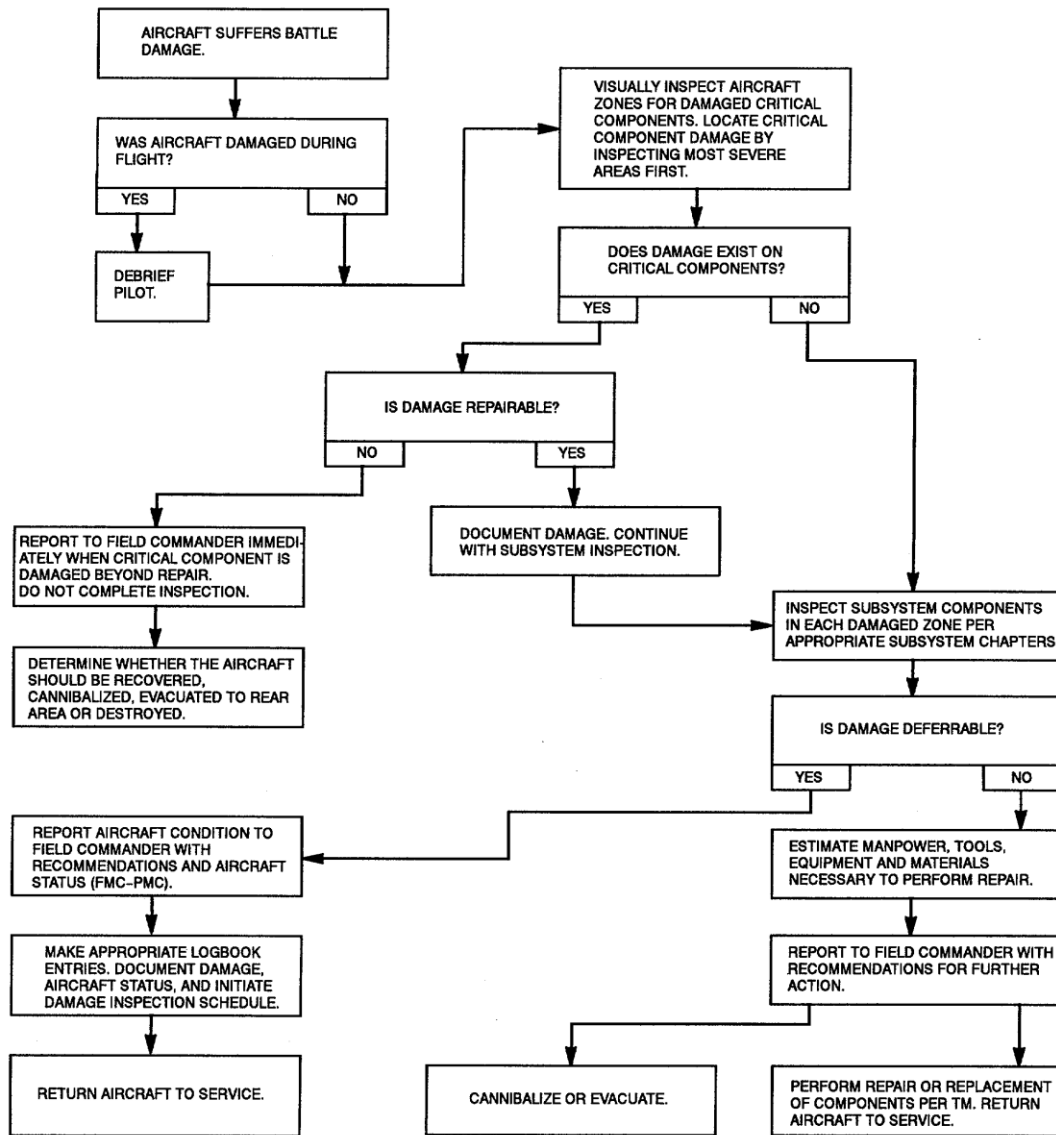 AIRCRAFT SUFFERS BATTLE
DAMAGE.
WAS AIRCRAFT DAMAGED DURING
FLIGHT?
YES
NO
DEBRIEF
PILOT.
VISUALLY INSPECT AIRCRAFT
ZONES FOR DAMAGED CRITICAL
COMPONENTS. LOCATE CRITICAL
COMPONENT DAMAGE BY
INSPECTING MOST SEVERE
AREAS FIRST.
DOES DAMAGE EXIST ON
CRITICAL COMPONENTS?
YES
NO
IS DAMAGE REPAIRABLE?
NO
YES
REPORT TO FIELD COMMANDER IMMEDI-
ATELY WHEN CRITICAL COMPONENT IS
DAMAGED BEYOND REPAIR.
DO NOT COMPLETE INSPECTION.
DETERMINE WHETHER THE AIRCRAFT
SHOULD BE RECOVERED,
CANNIBALIZED, EVACUATED TO REAR
AREA OR DESTROYED.
DOCUMENT DAMAGE. CONTINUE
WITH SUBSYSTEM INSPECTION.
INSPECT SUBSYSTEM COMPONENTS
IN EACH DAMAGED ZONE PER
APPROPRIATE SUBSYSTEM CHAPTERS
IS DAMAGE DEFERRABLE?
YES
NO
REPORT AIRCRAFT CONDITION TO
FIELD COMMANDER WITH
RECOMMENDATIONS AND AIRCRAFT
STATUS (FMC-PMC).
MAKE APPROPRIATE LOGBOOK
ENTRIES. DOCUMENT DAMAGE,
AIRCRAFT STATUS, AND INITIATE
DAMAGE INSPECTION SCHEDULE.
RETURN AIRCRAFT TO SERVICE.
ESTIMATE MANPOWER, TOOLS,
EQUIPMENT AND MATERIALS
NECESSARY TO PERFORM REPAIR.
REPORT TO FIELD COMMANDER WITH
RECOMMENDATIONS FOR FURTHER
ACTION.
CANNIBALIZE OR EVACUATE.
PERFORM REPAIR OR REPLACEMENT
OF COMPONENTS PER TM. RETURN
AIRCRAFT TO SERVICE.